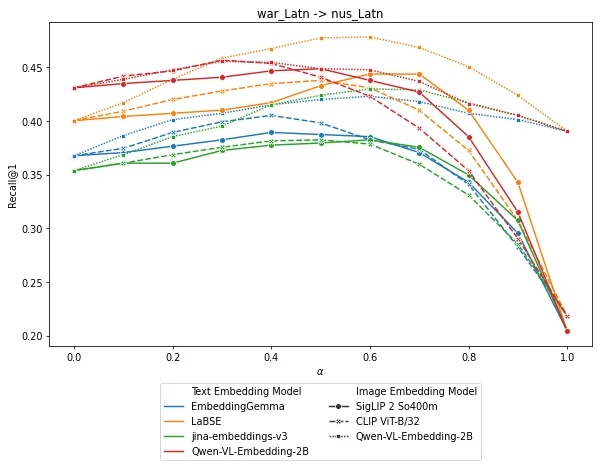 war_Latn -> nus_Latn
Recall@1
0.45
0.40
0.35
0.30
0.25
0.20
0.0 0.2 0.4 0.6 0.8 1.0
α
Text Embedding Model Image Embedding Model
EmbeddingGemma SigLIP 2 So400m
LaBSE CLIP ViT-B/32
jina-embeddings-v3 Qwen-VL-Embedding-2B
Qwen-VL-Embedding-2B